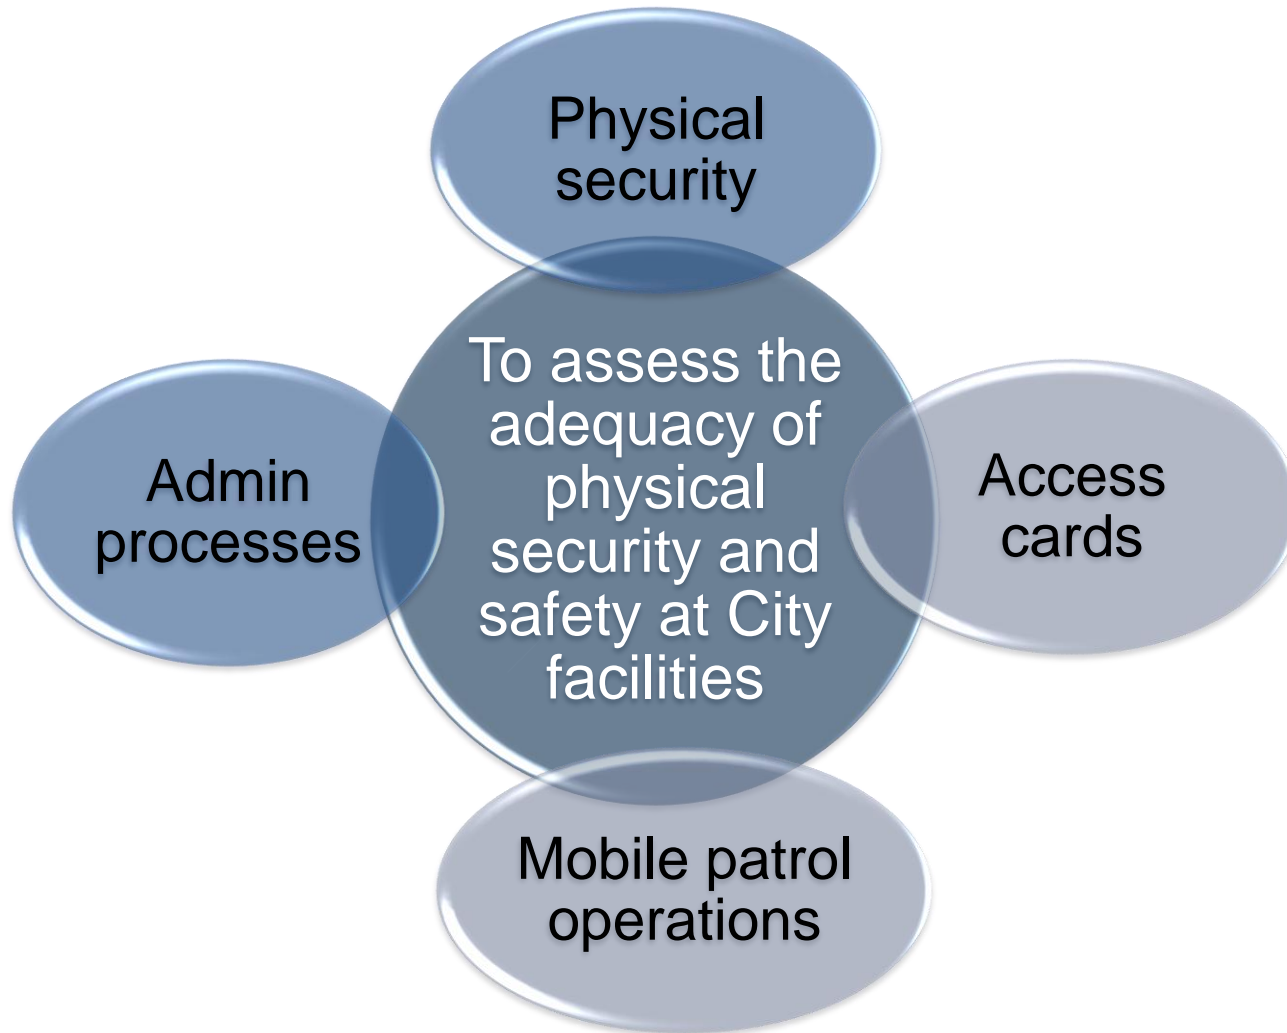 Physical
security
To assess the
adequacy of
physical
security and
safety at City
facilities
Admin
processes
Access
cards
Mobile patrol
operations